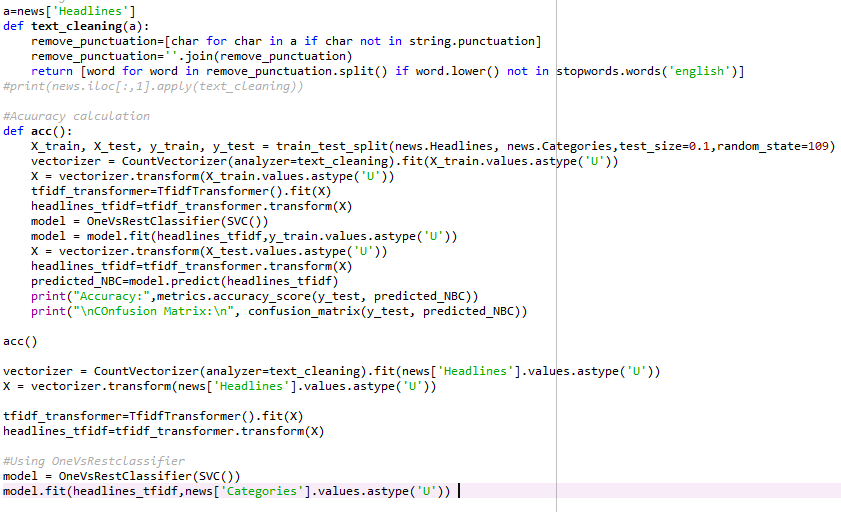 a=news['Headlines']
def text_cleaning(a):
    remove_punctuation=[char for char in a if char not in string.punctuation]
    remove_punctuation=''.join(remove_punctuation)
    return [word for word in remove_punctuation.split() if word.lower() not in stopwords.words('english')]
#print(news.iloc[:,1].apply(text_cleaning))

#Acuuracy calculation
def acc():
    X_train, X_test, y_train, y_test = train_test_split(news.Headlines, news.Categories,test_size=0.1,random_state=109)
    vectorizer = CountVectorizer(analyzer=text_cleaning).fit(X_train.values.astype('U'))
    X = vectorizer.transform(X_train.values.astype('U'))
    tfidf_transformer=TfidfTransformer().fit(X)
    headlines_tfidf=tfidf_transformer.transform(X)
    model = OneVsRestClassifier(SVC())
    model = model.fit(headlines_tfidf,y_train.values.astype('U'))
    X = vectorizer.transform(X_test.values.astype('U'))
    headlines_tfidf=tfidf_transformer.transform(X)
    predicted_NBC=model.predict(headlines_tfidf)
    print("Accuracy:",metrics.accuracy_score(y_test, predicted_NBC))
    print("\nCOnfusion Matrix:\n", confusion_matrix(y_test, predicted_NBC))

acc()

vectorizer = CountVectorizer(analyzer=text_cleaning).fit(news['Headlines'].values.astype('U'))
X = vectorizer.transform(news['Headlines'].values.astype('U'))

tfidf_transformer=TfidfTransformer().fit(X)
headlines_tfidf=tfidf_transformer.transform(X)

#Using OneVsRestclassifier
model = OneVsRestClassifier(SVC())
model.fit(headlines_tfidf,news['Categories'].values.astype('U'))